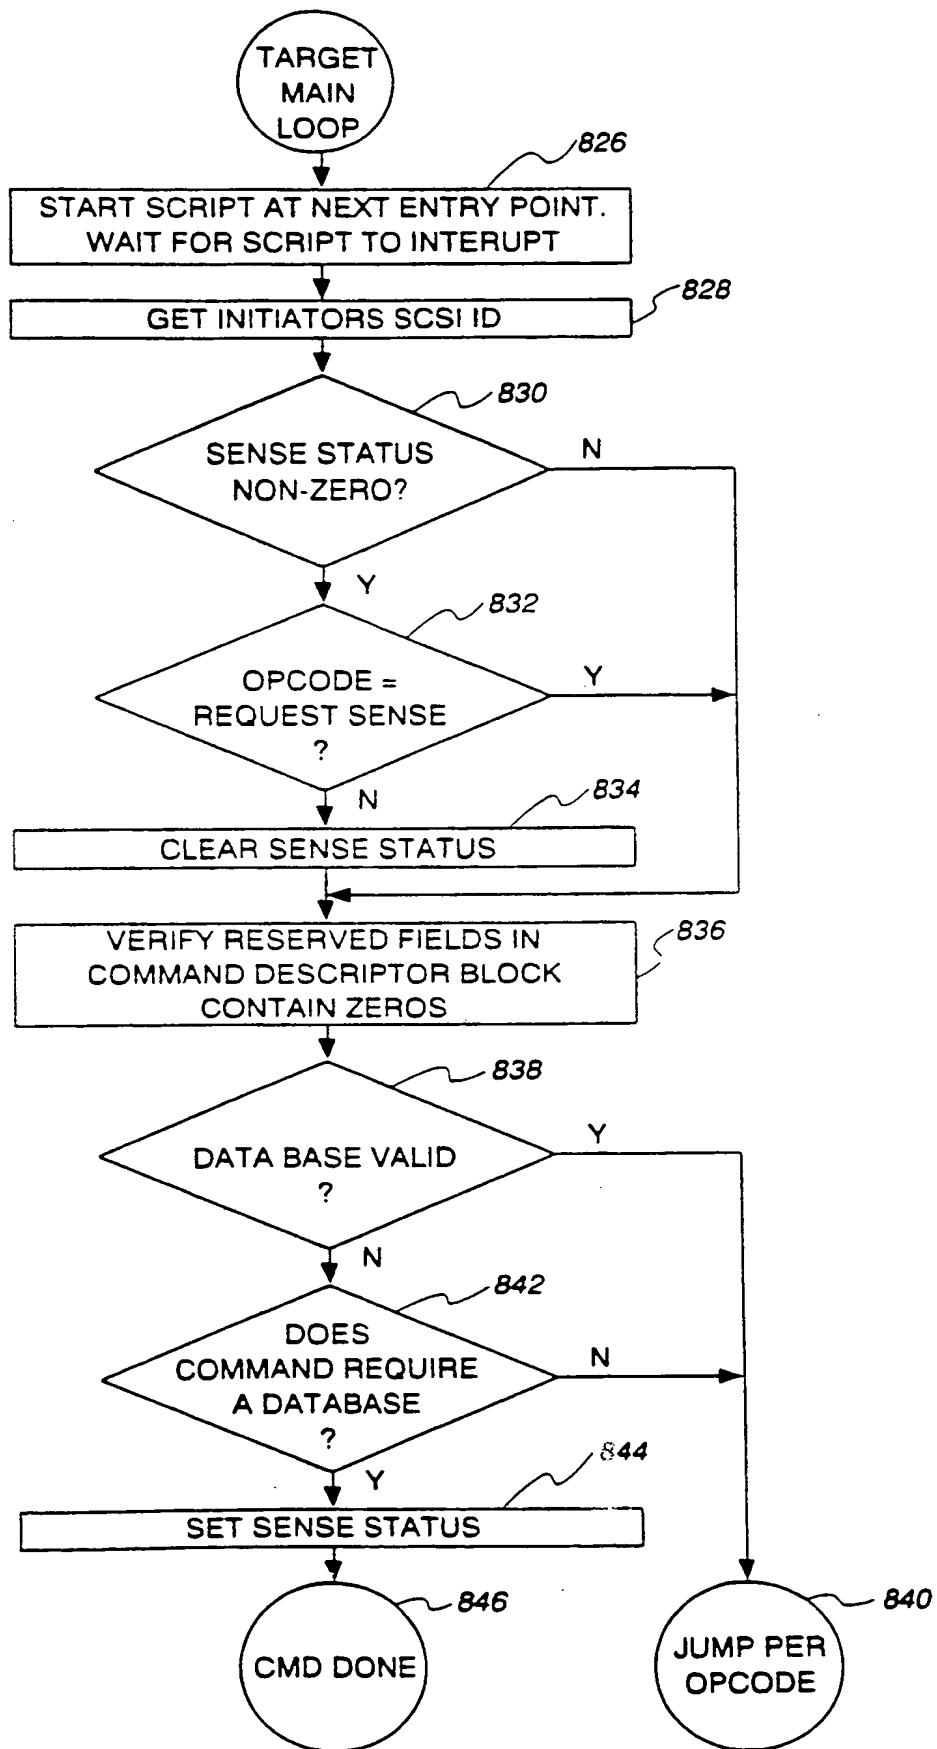 TARGET
MAIN
LOOP
826
START SCRIPT AT NEXT ENTRY POINT.
WAIT FOR SCRIPT TO INTERUPT
828
GET INITIATORS SCSI ID
830
SENSE STATUS
NON-ZERO?
N
Y
832
OPCODE =
REQUEST SENSE
?
Y
N
834
CLEAR SENSE STATUS
836
VERIFY RESERVED FIELDS IN
COMMAND DESCRIPTOR BLOCK
CONTAIN ZEROS
838
DATA BASE VALID
?
Y
N
842
DOES
COMMAND REQUIRE
A DATABASE
?
N
Y
844
SET SENSE STATUS
846
CMD DONE
840
JUMP PER
OPCODE